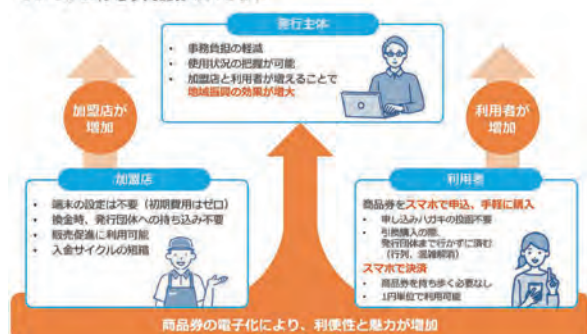 発行主体
・ 事務負担の軽減
・ 使用状況の把握が可能
・ 加盟店と利用者が増えることで
地域振興の効果が増大
加盟店が
増加
利用者が
増加
加盟店
・ 端末の設定は不要（初期費用はゼロ）
・ 換金時、発行団体への持ち込み不要
・ 販売促進に利用可能
・ 入金サイクルの短縮
利用者
商品券をスマホで申込、手軽に購入
・ 申し込みハガキの投函不要
・ 引換購入の際、
発行団体まで行かずに済む
（行列、混雑解消）
スマホで決済
・ 商品券を持ち歩く必要なし
・ 1円単位で利用可能
商品券の電子化により、利便性と魅力が増加